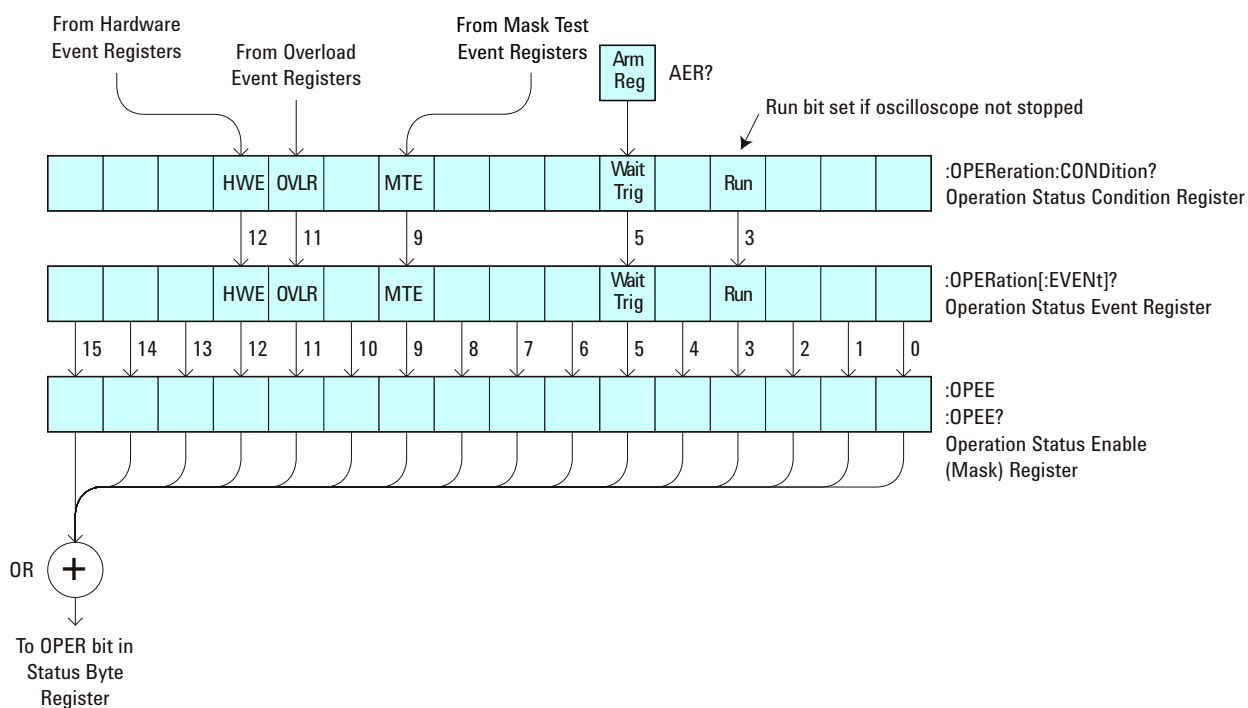 From Hardware
Event Registers
From Overload
Event Registers
From Mask Test
Event Registers
Arm
Reg
AER?
Run bit set if oscilloscope not stopped
HWE OVLR MTE Wait Trig Run
:OPEReration:CONDition?
Operation Status Condition Register
12 11 9 5 3
HWE OVLR MTE Wait Trig Run
:OPERation[:EVENt]?
Operation Status Event Register
15 14 13 12 11 10 9 8 7 6 5 4 3 2 1 0
:OPEE
:OPEE?
Operation Status Enable
(Mask) Register
OR +
To OPER bit in
Status Byte
Register